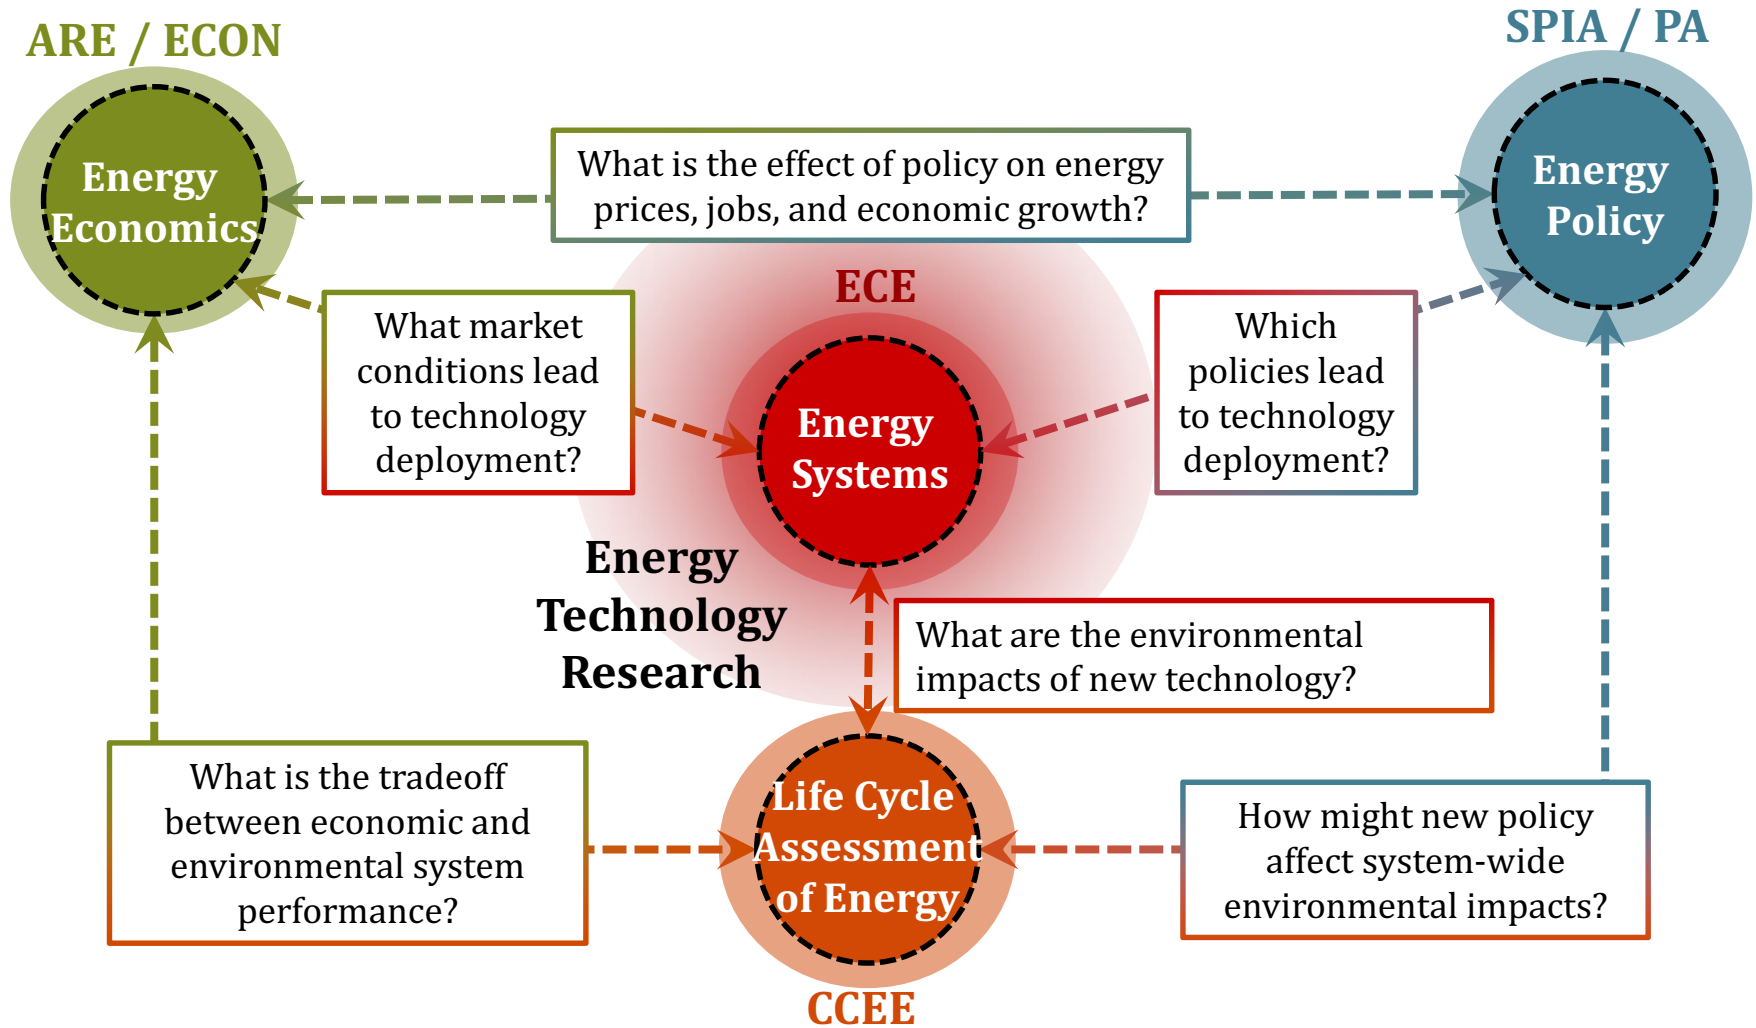 ARE / ECON
SPIA / PA
Energy
Economics
What is the effect of policy on energy
prices, jobs, and economic growth?
Energy
Policy
ECE
What market
conditions lead
to technology
deployment?
Energy
Systems
Which
policies lead
to technology
deployment?
Energy
Technology
Research
What are the environmental
impacts of new technology?
What is the tradeoff
between economic and
environmental system
performance?
Life Cycle
Assessment
of Energy
How might new policy
affect system-wide
environmental impacts?
CCEE